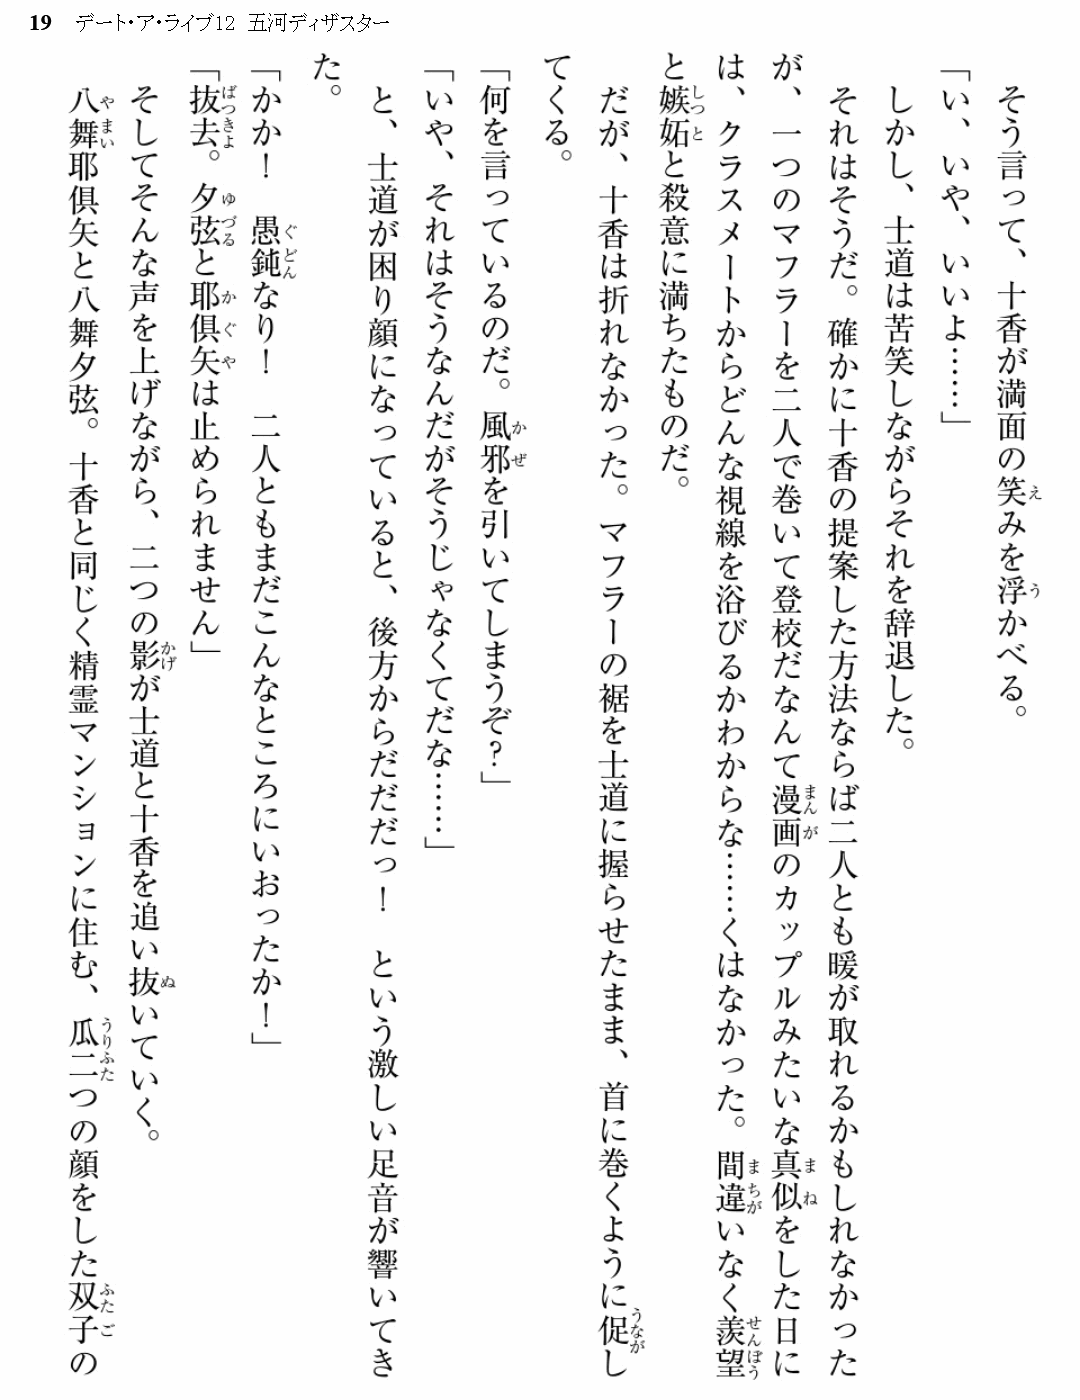 19　デート・ア・ライブ12　五河ディザスター
　そう言って、十香が満面の笑みを浮かべる。
「い、いや、いいよ……」
　しかし、士道は苦笑しながらそれを辞退した。
　それはそうだ。確かに十香の提案した方法ならば二人とも暖が取れるかもしれなかった
が、一つのマフラーを二人で巻いて登校だなんて漫画のカップルみたいな真似をした日に
は、クラスメートからどんな視線を浴びるかわからな……くはなかった。間違いなく羨望
と嫉妬と殺意に満ちたものだ。
　だが、十香は折れなかった。マフラーの裾を士道に握らせたまま、首に巻くように促し
てくる。
「何を言っているのだ。風邪を引いてしまうぞ？」
「いや、それはそうなんだがそうじゃなくてだな……」
　と、士道が困り顔になっていると、後方からだだだっ！　という激しい足音が響いてき
た。
「かか！　愚鈍なり！　二人ともまだこんなところにいおったか！」
「抜去。夕弦と耶倶矢は止められません」
　そしてそんな声を上げながら、二つの影が士道と十香を追い抜いていく。
　八舞耶倶矢と八舞夕弦。十香と同じく精霊マンションに住む、瓜二つの顔をした双子の